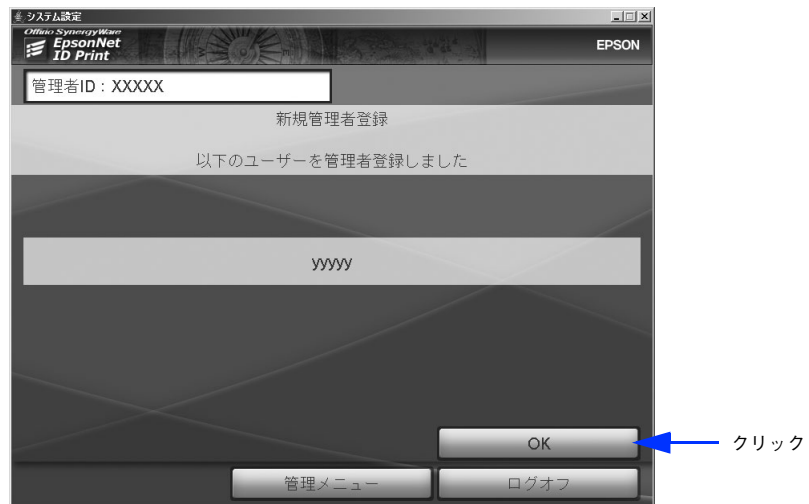 システム設定
Offirio SynergyWare
EpsonNet
ID Print
EPSON
管理者ID：XXXXX
新規管理者登録
以下のユーザーを管理者登録しました
yyyyy
OK
クリック
管理メニュー
ログオフ